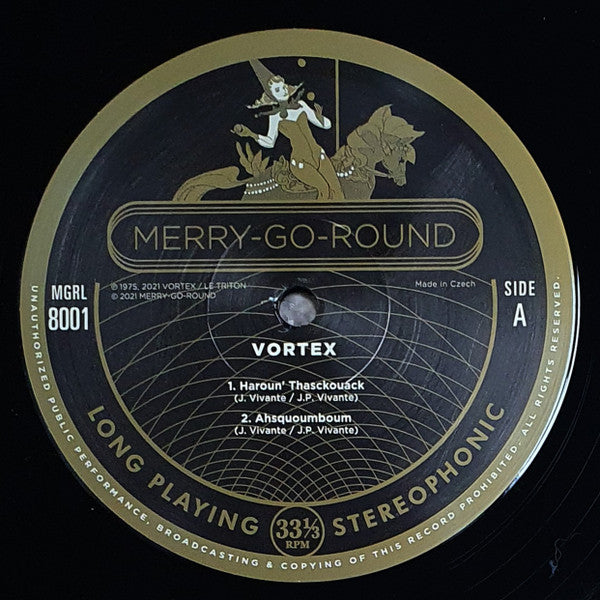 MERRY-GO-ROUND
MGRL
8001
℗ 1975, 2021 VORTEX / LE TRITON
© 2021 MERRY-GO-ROUND
Made in Czech
SIDE
A
VORTEX
1. Haroun' Thasckouäck
(J. Vivante / J.P. Vivante)
2. Ahsquoumboum
(J. Vivante / J.P. Vivante)
LONG PLAYING
33⅓
RPM
STEREOPHONIC
UNAUTHORIZED PUBLIC PERFORMANCE, BROADCASTING & COPYING OF THIS RECORD PROHIBITED. ALL RIGHTS RESERVED.